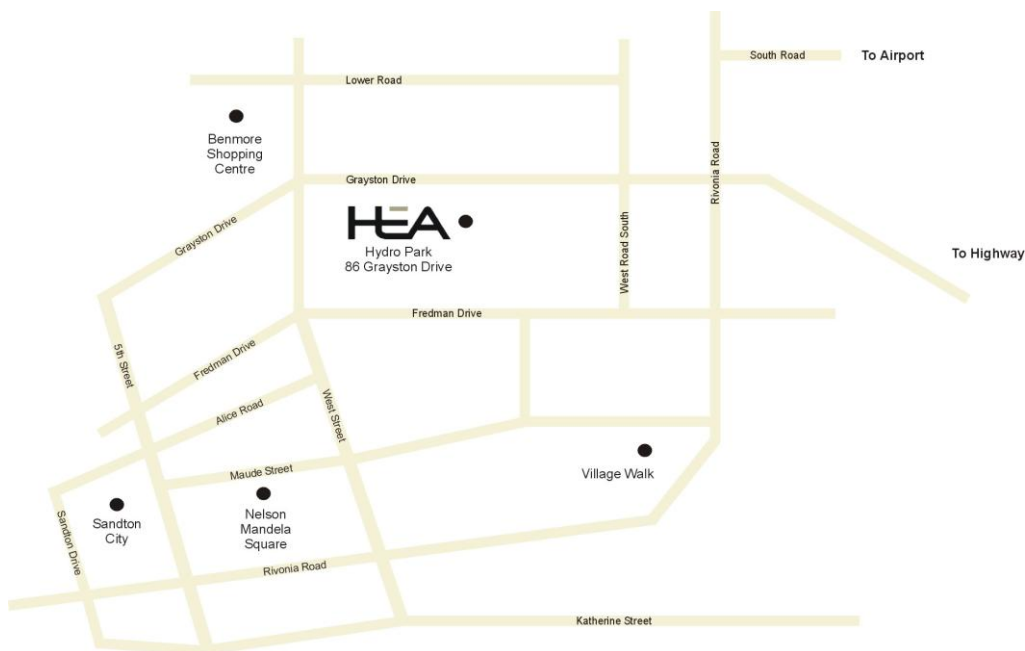 South Road
To Airport
Lower Road
Benmore
Shopping
Centre
Rivonia Road
Grayston Drive
Grayston Drive
HEA
Hydro Park
86 Grayston Drive
West Road South
To Highway
Fredman Drive
5th Street
Fredman Drive
Alice Road
West Street
Maude Street
Village Walk
Sandton
City
Nelson
Mandela
Square
Sandton Drive
Rivonia Road
Katherine Street